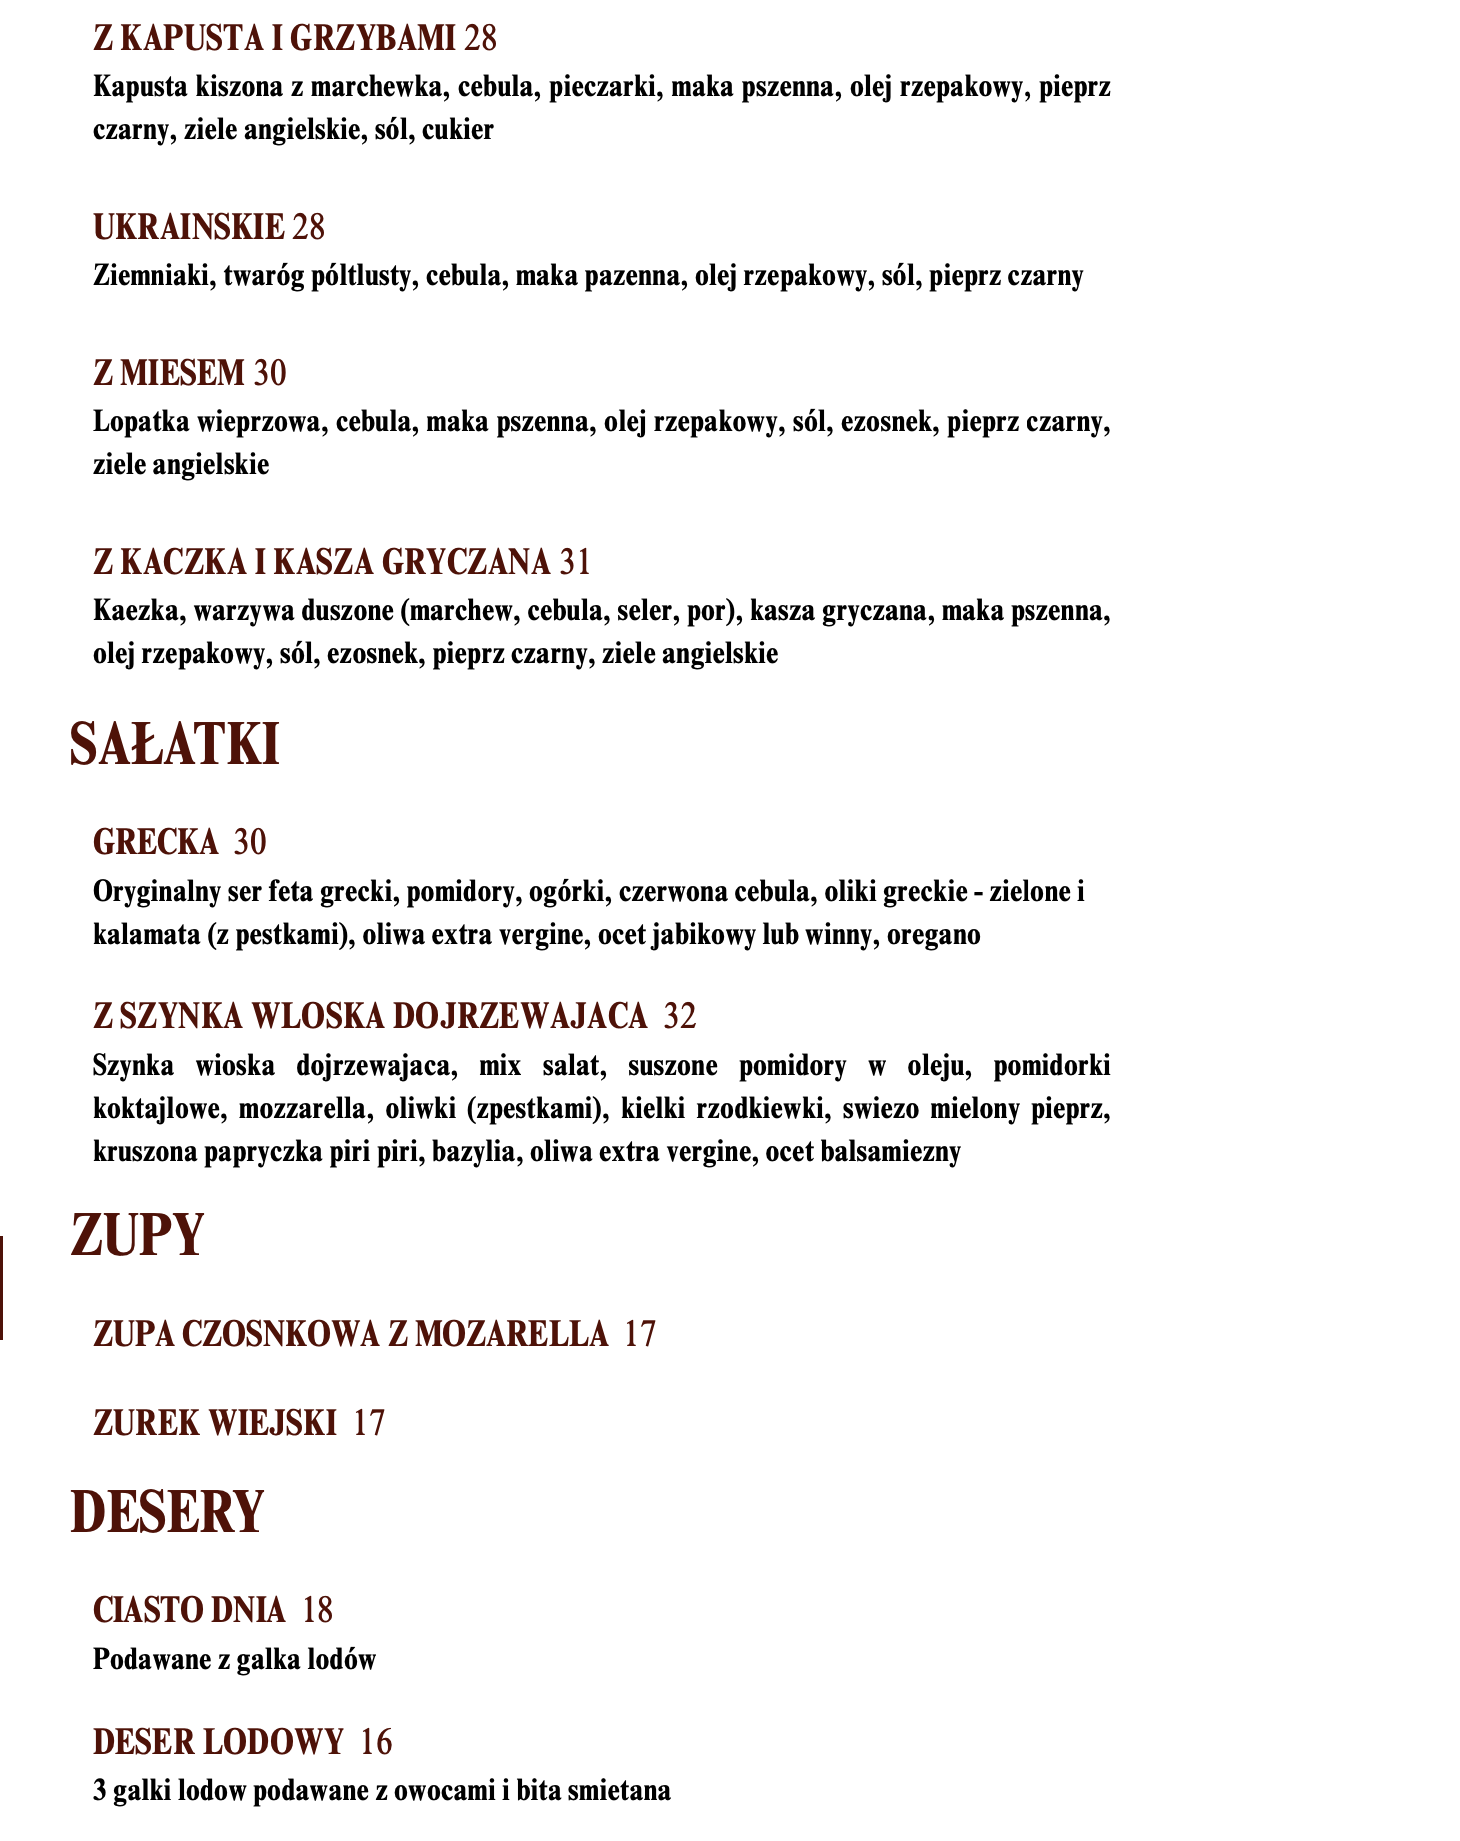 Z KAPUSTA I GRZYBAMI 28
Kapusta kiszona z marchewka, cebula, pieczarki, maka pszenna, olej rzepakowy, pieprz
czarny, ziele angielskie, sól, cukier
UKRAINSKIE 28
Ziemniaki, twaróg póltlusty, cebula, maka pazenna, olej rzepakowy, sól, pieprz czarny
Z MIESEM 30
Lopatka wieprzowa, cebula, maka pszenna, olej rzepakowy, sól, ezosnek, pieprz czarny,
ziele angielskie
Z KACZKA I KASZA GRYCZANA 31
Kaezka, warzywa duszone (marchew, cebula, seler, por), kasza gryczana, maka pszenna,
olej rzepakowy, sól, ezosnek, pieprz czarny, ziele angielskie
SAŁATKI
GRECKA 30
Oryginalny ser feta grecki, pomidory, ogórki, czerwona cebula, oliki greckie - zielone i
kalamata (z pestkami), oliwa extra vergine, ocet jabikowy lub winny, oregano
Z SZYNKA WLOSKA DOJRZEWAJACA 32
Szynka wioska dojrzewajaca, mix salat, suszone pomidory w oleju, pomidorki
koktajlowe, mozzarella, oliwki (zpestkami), kielki rzodkiewki, swiezo mielony pieprz,
kruszona papryczka piri piri, bazylia, oliwa extra vergine, ocet balsamiezny
ZUPY
ZUPA CZOSNKOWA Z MOZARELLA 17
ZUREK WIEJSKI 17
DESERY
CIASTO DNIA 18
Podawane z galka lodów
DESER LODOWY 16
3 galki lodow podawane z owocami i bita smietana